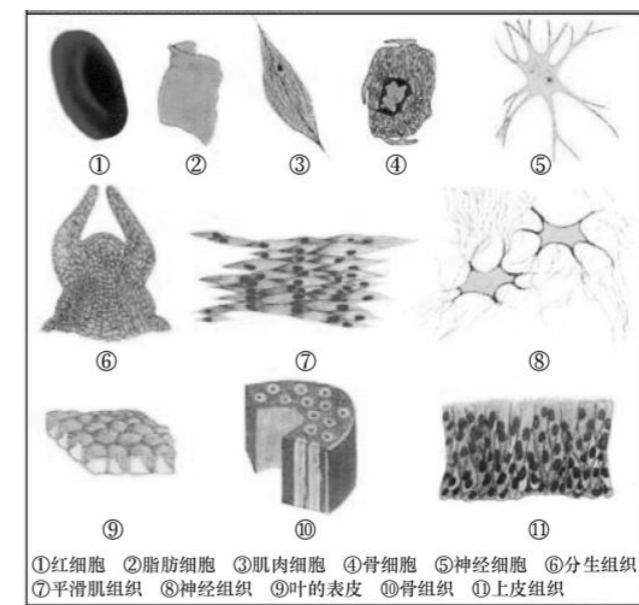 ① ② ③ ④ ⑤
⑥ ⑦ ⑧
⑨ ⑩ ⑪
①红细胞 ②脂肪细胞 ③肌肉细胞 ④骨细胞 ⑤神经细胞 ⑥分生组织
⑦平滑肌组织 ⑧神经组织 ⑨叶的表皮 ⑩骨组织 ⑪上皮组织